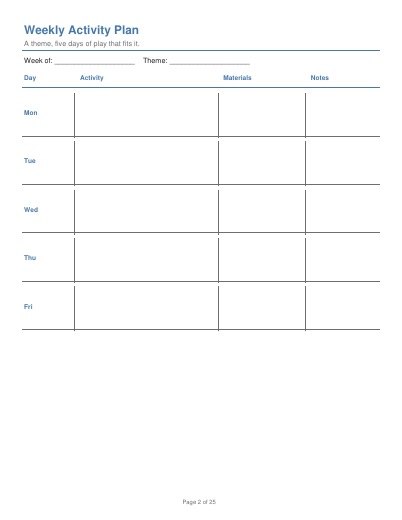 Weekly Activity Plan
A theme, five days of play that fits it.
Week of: ____________________ Theme: ____________________
Day Activity Materials Notes
Mon
Tue
Wed
Thu
Fri
Page 2 of 25